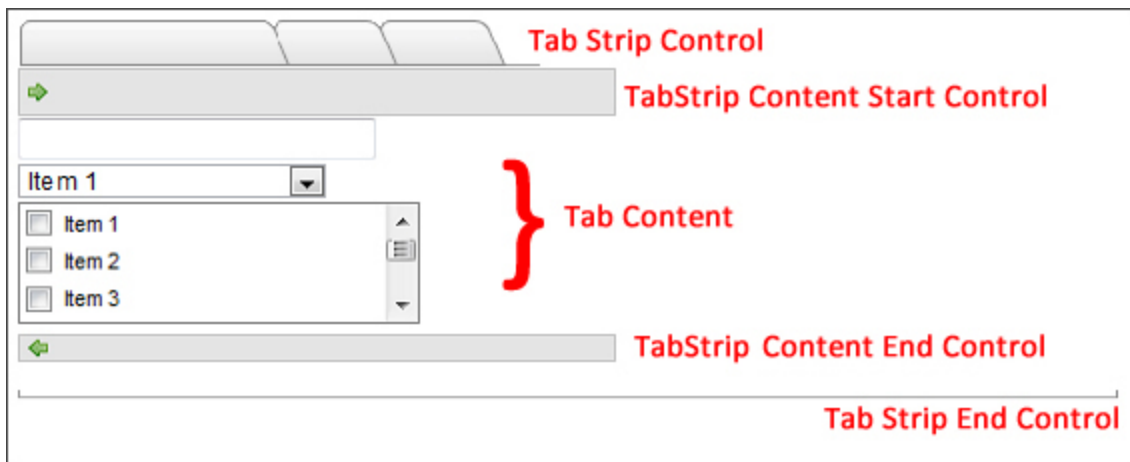 Tab Strip Control
TabStrip Content Start Control
Item 1
Item 1
Item 2
Item 3
Tab Content
TabStrip Content End Control
Tab Strip End Control